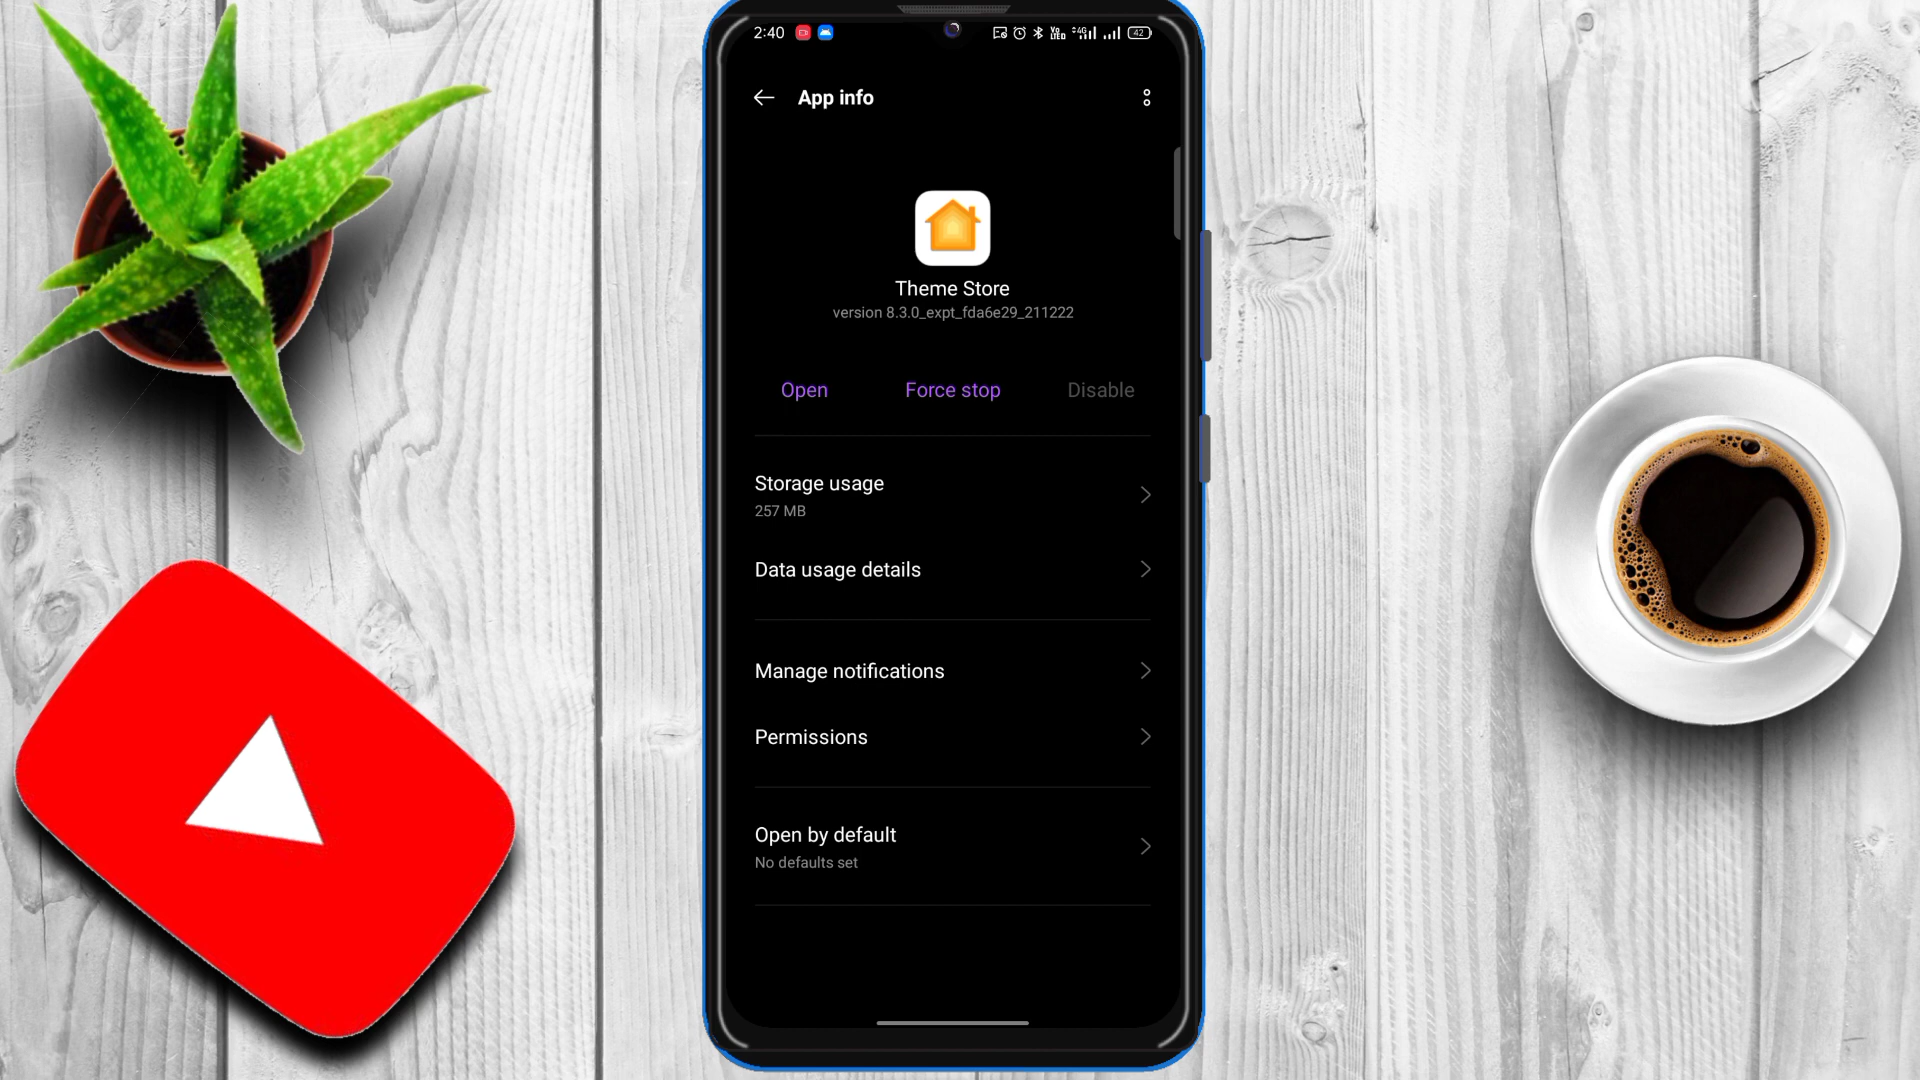 2:40
42
App info
Theme Store
version 8.3.0_expt_fda6e29_211222
Open Force stop Disable
Storage usage
257 MB
Data usage details
Manage notifications
Permissions
Open by default
No defaults set